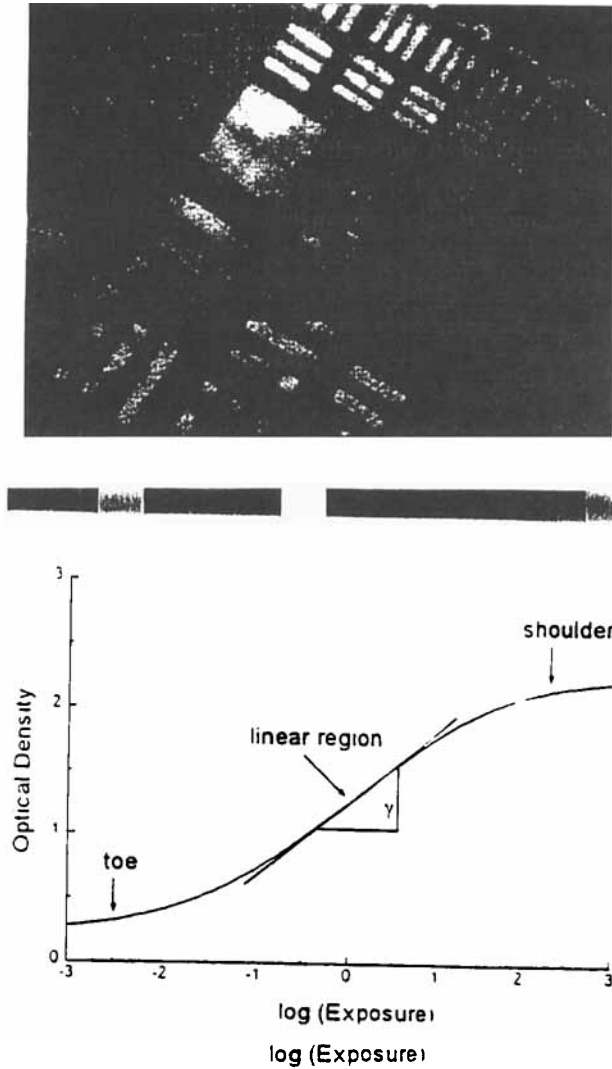 3
shoulder
2
linear region
Optical Density
γ
1
toe
0
-3 -2 -1 0 1 2 3
log (Exposure)
log (Exposure)